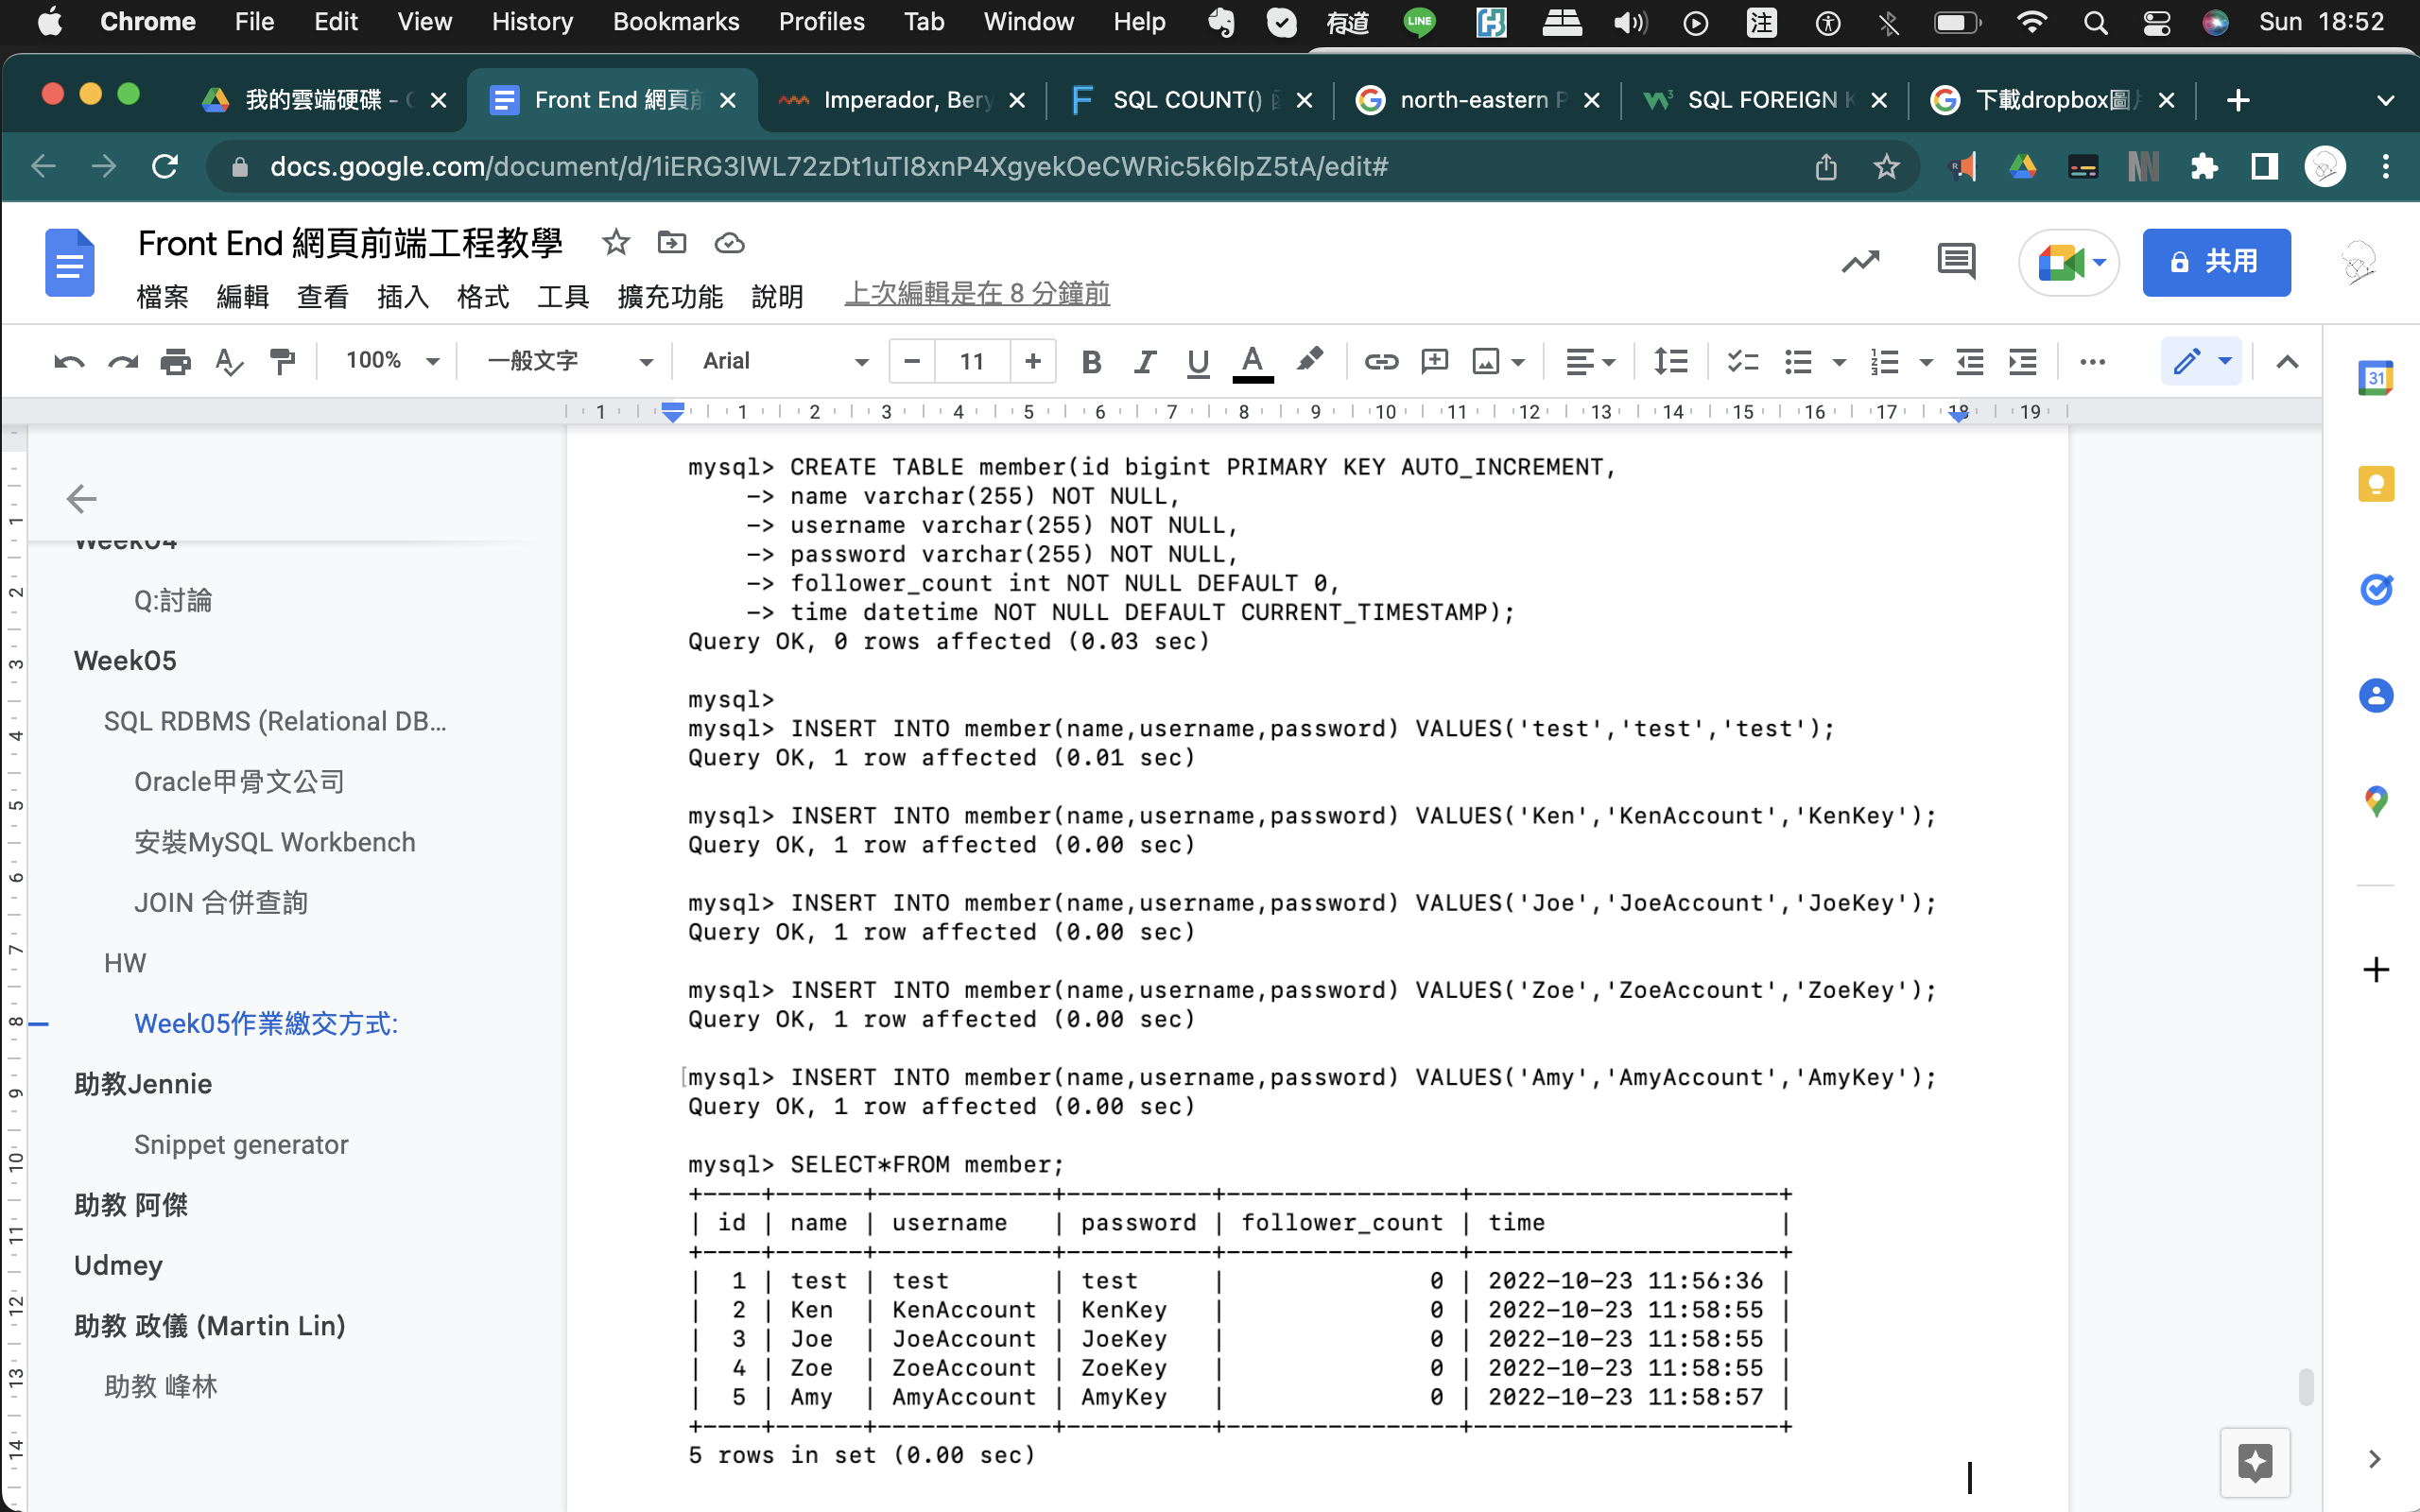 Chrome File Edit View History Bookmarks Profiles Tab Window Help 有道 LINE 注 Sun 18:52
我的雲端硬碟 - Front End 網頁前 Imperador, Bery SQL COUNT() north-eastern SQL FOREIGN 下載dropbox圖
docs.google.com/document/d/1iERG3lWL72zDt1uTI8xnP4XgyekOeCWRic5k6lpZ5tA/edit#
Front End 網頁前端工程教學
共用
檔案 編輯 查看 插入 格式 工具 擴充功能 說明 上次編輯是在 8 分鐘前
100% 一般文字 Arial 11
31
1 1 2 3 4 5 6 7 8 9 10 11 12 13 14 15 16 17 18 19
Week04
Q:討論
Week05
SQL RDBMS (Relational DB...
Oracle甲骨文公司
安裝MySQL Workbench
JOIN 合併查詢
HW
Week05作業繳交方式:
助教Jennie
Snippet generator
助教 阿傑
Udmey
助教 政儀 (Martin Lin)
助教 峰林
1
2
3
4
5
6
7
8
9
10
11
12
13
14
mysql> CREATE TABLE member(id bigint PRIMARY KEY AUTO_INCREMENT,
-> name varchar(255) NOT NULL,
-> username varchar(255) NOT NULL,
-> password varchar(255) NOT NULL,
-> follower_count int NOT NULL DEFAULT 0,
-> time datetime NOT NULL DEFAULT CURRENT_TIMESTAMP);
Query OK, 0 rows affected (0.03 sec)
mysql>
mysql> INSERT INTO member(name,username,password) VALUES('test','test','test');
Query OK, 1 row affected (0.01 sec)
mysql> INSERT INTO member(name,username,password) VALUES('Ken','KenAccount','KenKey');
Query OK, 1 row affected (0.00 sec)
mysql> INSERT INTO member(name,username,password) VALUES('Joe','JoeAccount','JoeKey');
Query OK, 1 row affected (0.00 sec)
mysql> INSERT INTO member(name,username,password) VALUES('Zoe','ZoeAccount','ZoeKey');
Query OK, 1 row affected (0.00 sec)
[mysql> INSERT INTO member(name,username,password) VALUES('Amy','AmyAccount','AmyKey');
Query OK, 1 row affected (0.00 sec)
mysql> SELECT*FROM member;
+----+------+------------+----------+----------------+---------------------+
| id | name | username   | password | follower_count | time                |
+----+------+------------+----------+----------------+---------------------+
|  1 | test | test       | test     |              0 | 2022-10-23 11:56:36 |
|  2 | Ken  | KenAccount | KenKey   |              0 | 2022-10-23 11:58:55 |
|  3 | Joe  | JoeAccount | JoeKey   |              0 | 2022-10-23 11:58:55 |
|  4 | Zoe  | ZoeAccount | ZoeKey   |              0 | 2022-10-23 11:58:55 |
|  5 | Amy  | AmyAccount | AmyKey   |              0 | 2022-10-23 11:58:57 |
+----+------+------------+----------+----------------+---------------------+
5 rows in set (0.00 sec)